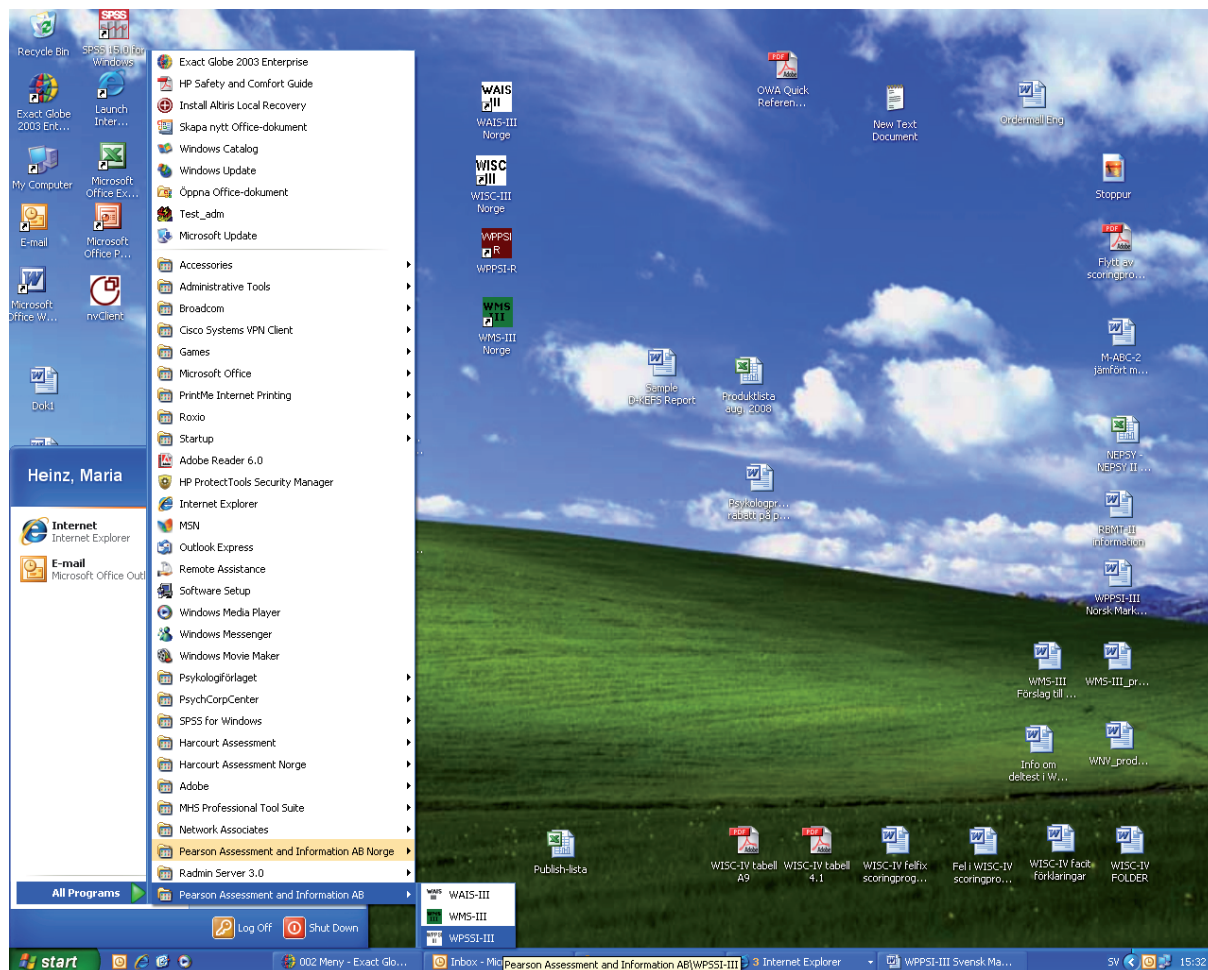 Recycle Bin
SPSS 15.0 for
Windows
Exact Globe
2003 Ent...
Launch
Inter...
My Computer
Microsoft
Office Ex...
E-mail
Microsoft
Office P...
Microsoft
Office W...
nvClient
Dok1
Heinz, Maria
Internet
Internet Explorer
E-mail
Microsoft Office Outl
All Programs
Log Off
Shut Down
Exact Globe 2003 Enterprise
HP Safety and Comfort Guide
Install Altiris Local Recovery
Skapa nytt Office-dokument
Windows Catalog
Windows Update
Öppna Office-dokument
Test_adm
Microsoft Update
Accessories
Administrative Tools
Broadcom
Cisco Systems VPN Client
Games
Microsoft Office
PrintMe Internet Printing
Roxio
Startup
Adobe Reader 6.0
HP ProtectTools Security Manager
Internet Explorer
MSN
Outlook Express
Remote Assistance
Software Setup
Windows Media Player
Windows Messenger
Windows Movie Maker
Psykologiförlaget
PsychCorpCenter
SPSS for Windows
Harcourt Assessment
Harcourt Assessment Norge
Adobe
MHS Professional Tool Suite
Network Associates
Pearson Assessment and Information AB Norge
Radmin Server 3.0
Pearson Assessment and Information AB
WAIS-III
WMS-III
WPSSI-III
WAIS
III
WAIS-III
Norge
WISC
III
WISC-III
Norge
WPPSI
R
WPPSI-R
WMS
III
WMS-III
Norge
OWA Quick
Referen...
New Text
Document
Ordermall Eng
Stoppur
Flytt av
scoringpro...
M-ABC-2
jämfört m...
Sample
D-KEFS Report
Produktlista
aug. 2008
NEPSY -
NEPSY II ...
Psykologpr...
rabatt på p...
RBMT-II
information
WPPSI-III
Norsk Mark...
WMS-III
Förslag till ...
WMS-III_pr...
Info om
deltest i W...
WNV_prod...
Publish-lista
WISC-IV tabell
A9
WISC-IV tabell
4.1
WISC-IV felfix
scoringprog...
Fel i WISC-IV
scoringpro...
WISC-IV facit-
förklaringar
WISC-IV
FOLDER
start
002 Meny - Exact Glo...
Inbox - Mic
Pearson Assessment and Information AB\WPSSI-III
3 Internet Explorer
WPPSI-III Svensk Ma...
SV
15:32